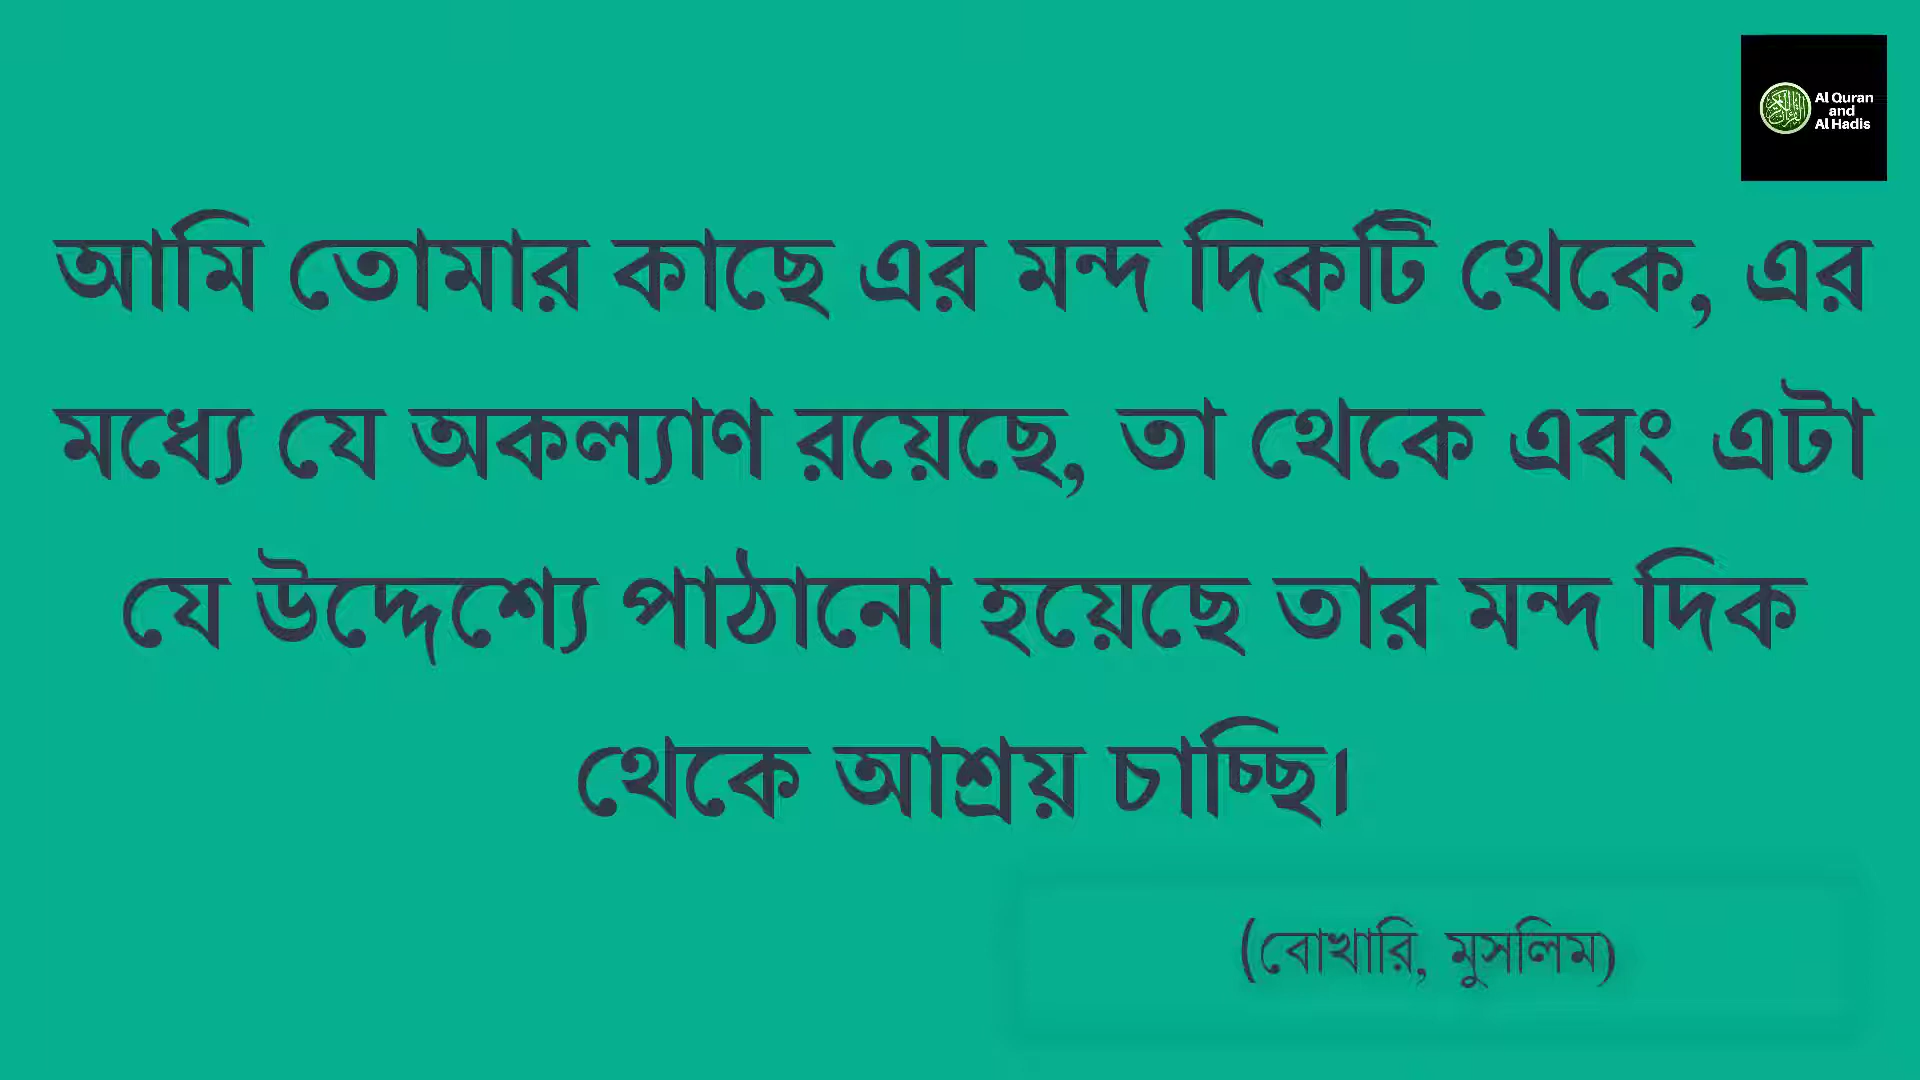 Al Quran
and
Al Hadis
আমি তোমার কাছে এর মন্দ দিকটি থেকে, এর
মধ্যে যে অকল্যাণ রয়েছে, তা থেকে এবং এটা
যে উদ্দেশ্যে পাঠানো হয়েছে তার মন্দ দিক
থেকে আশ্রয় চাচ্ছি।
(বোখারি, মুসলিম)